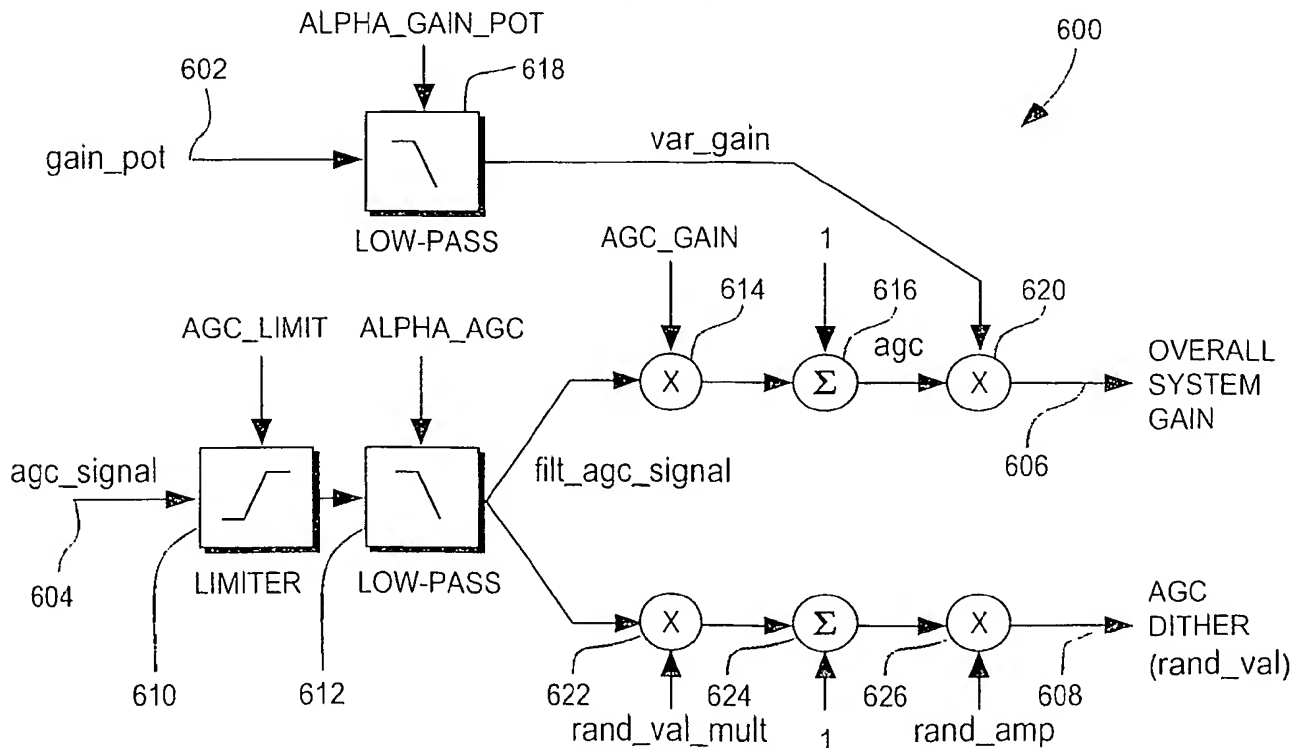 ALPHA_GAIN_POT
602
618
600
gain_pot
var_gain
LOW-PASS
AGC_GAIN
1
614
616
620
AGC_LIMIT
ALPHA_AGC
X
Σ
agc
X
OVERALL
SYSTEM
GAIN
606
agc_signal
filt_agc_signal
604
LIMITER
LOW-PASS
610
612
X
Σ
X
AGC
DITHER
(rand_val)
622
624
626
608
rand_val_mult
1
rand_amp